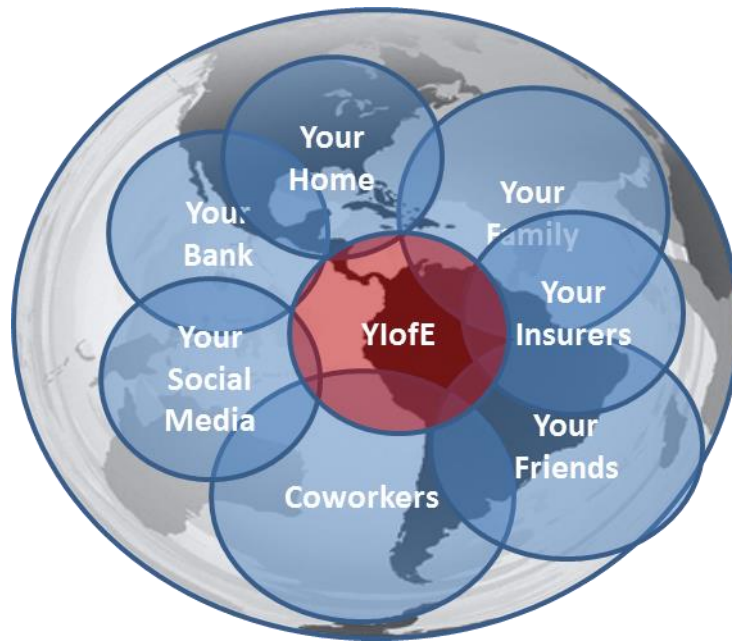 Your
Home
Your
Family
Your
Bank
Your
Insurers
YIofE
Your
Social
Media
Your
Friends
Coworkers